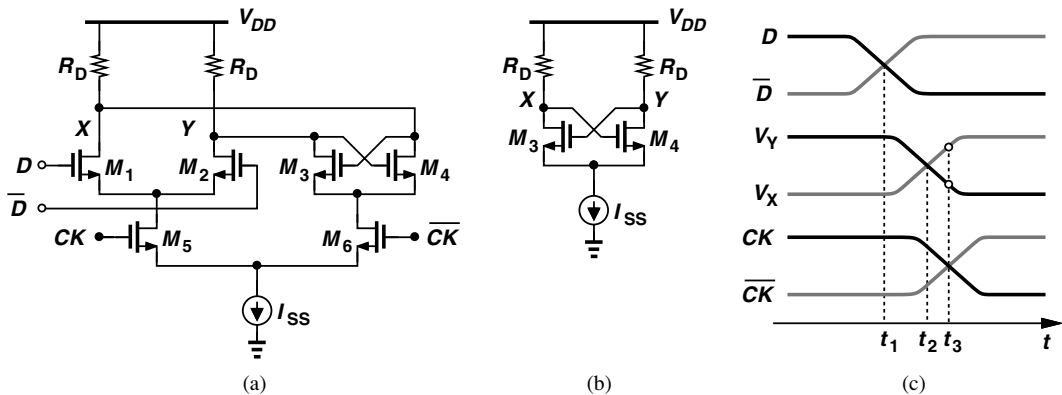 V_DD
R_D R_D
X Y
D M_1 M_2 M_3 M_4
D̅
CK M_5 M_6 C̅K̅
I_SS
(a)
V_DD
R_D R_D
X Y
M_3 M_4
I_SS
(b)
D
D̅
V_Y
V_X
CK
C̅K̅
t_1 t_2 t_3 t
(c)